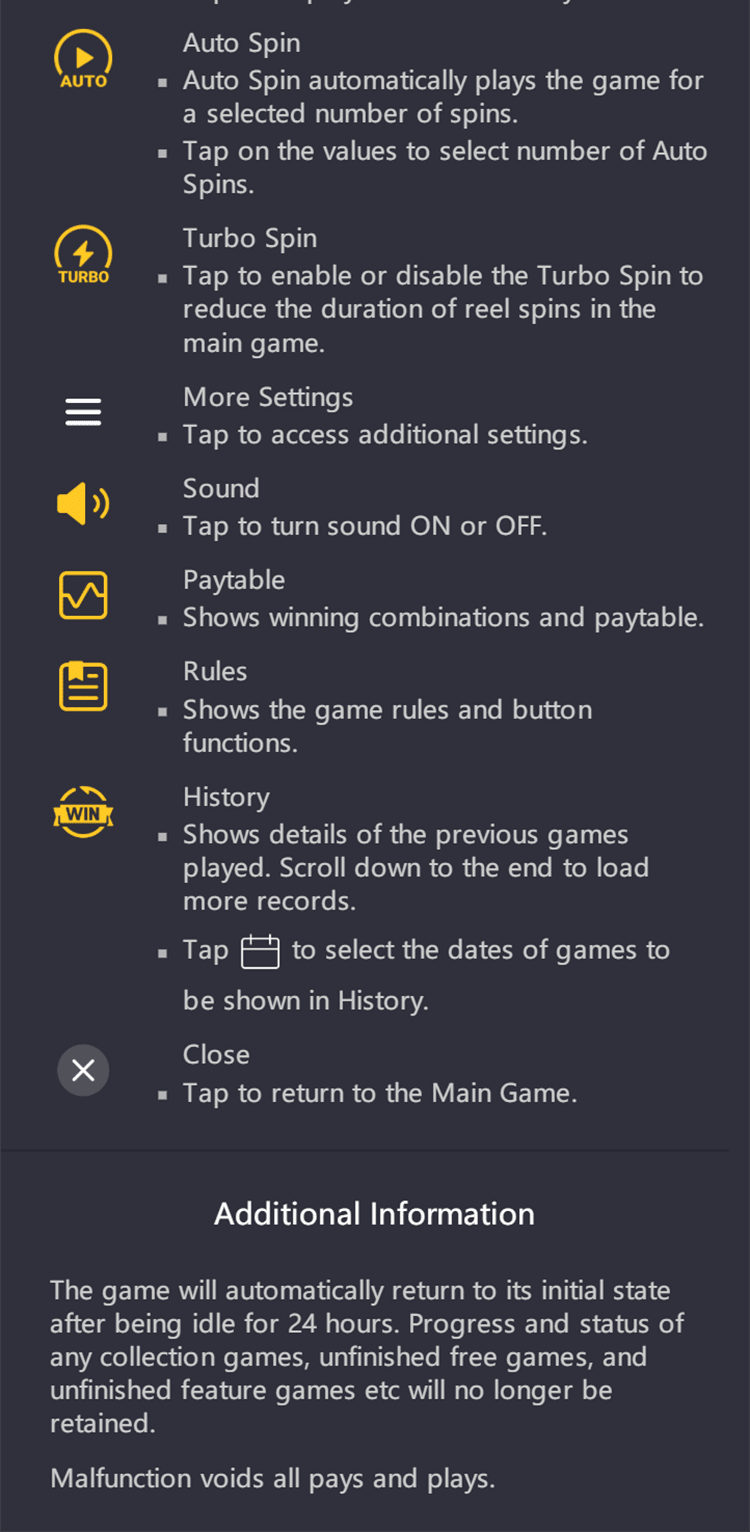 Auto Spin
AUTO
▪ Auto Spin automatically plays the game for
a selected number of spins.
▪ Tap on the values to select number of Auto
Spins.
Turbo Spin
TURBO
▪ Tap to enable or disable the Turbo Spin to
reduce the duration of reel spins in the
main game.
More Settings
▪ Tap to access additional settings.
Sound
▪ Tap to turn sound ON or OFF.
Paytable
▪ Shows winning combinations and paytable.
Rules
▪ Shows the game rules and button
functions.
History
WIN
▪ Shows details of the previous games
played. Scroll down to the end to load
more records.
▪ Tap to select the dates of games to
be shown in History.
Close
▪ Tap to return to the Main Game.
Additional Information
The game will automatically return to its initial state
after being idle for 24 hours. Progress and status of
any collection games, unfinished free games, and
unfinished feature games etc will no longer be
retained.
Malfunction voids all pays and plays.